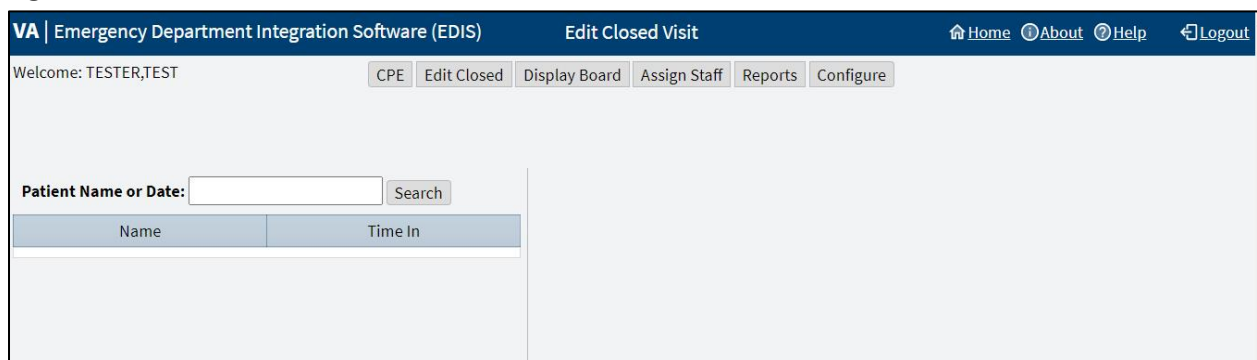 VA | Emergency Department Integration Software (EDIS) Edit Closed Visit Home About Help Logout
Welcome: TESTER,TEST CPE Edit Closed Display Board Assign Staff Reports Configure
Patient Name or Date: Search
Name Time In